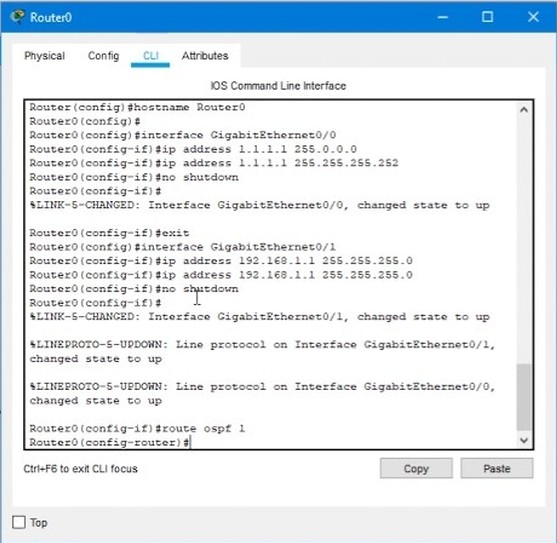 Router0
Physical Config CLI Attributes
IOS Command Line Interface
Router(config)#hostname Router0
Router0(config)#
Router0(config)#interface GigabitEthernet0/0
Router0(config-if)#ip address 1.1.1.1 255.0.0.0
Router0(config-if)#ip address 1.1.1.1 255.255.255.252
Router0(config-if)#no shutdown
Router0(config-if)#
%LINK-5-CHANGED: Interface GigabitEthernet0/0, changed state to up
Router0(config-if)#exit
Router0(config)#interface GigabitEthernet0/1
Router0(config-if)#ip address 192.168.1.1 255.255.255.0
Router0(config-if)#ip address 192.168.1.1 255.255.255.0
Router0(config-if)#no shutdown
Router0(config-if)#
%LINK-5-CHANGED: Interface GigabitEthernet0/1, changed state to up
%LINEPROTO-5-UPDOWN: Line protocol on Interface GigabitEthernet0/1,
changed state to up
%LINEPROTO-5-UPDOWN: Line protocol on Interface GigabitEthernet0/0,
changed state to up
Router0(config-if)#route ospf 1
Router0(config-router)#
Ctrl+F6 to exit CLI focus Copy Paste
Top